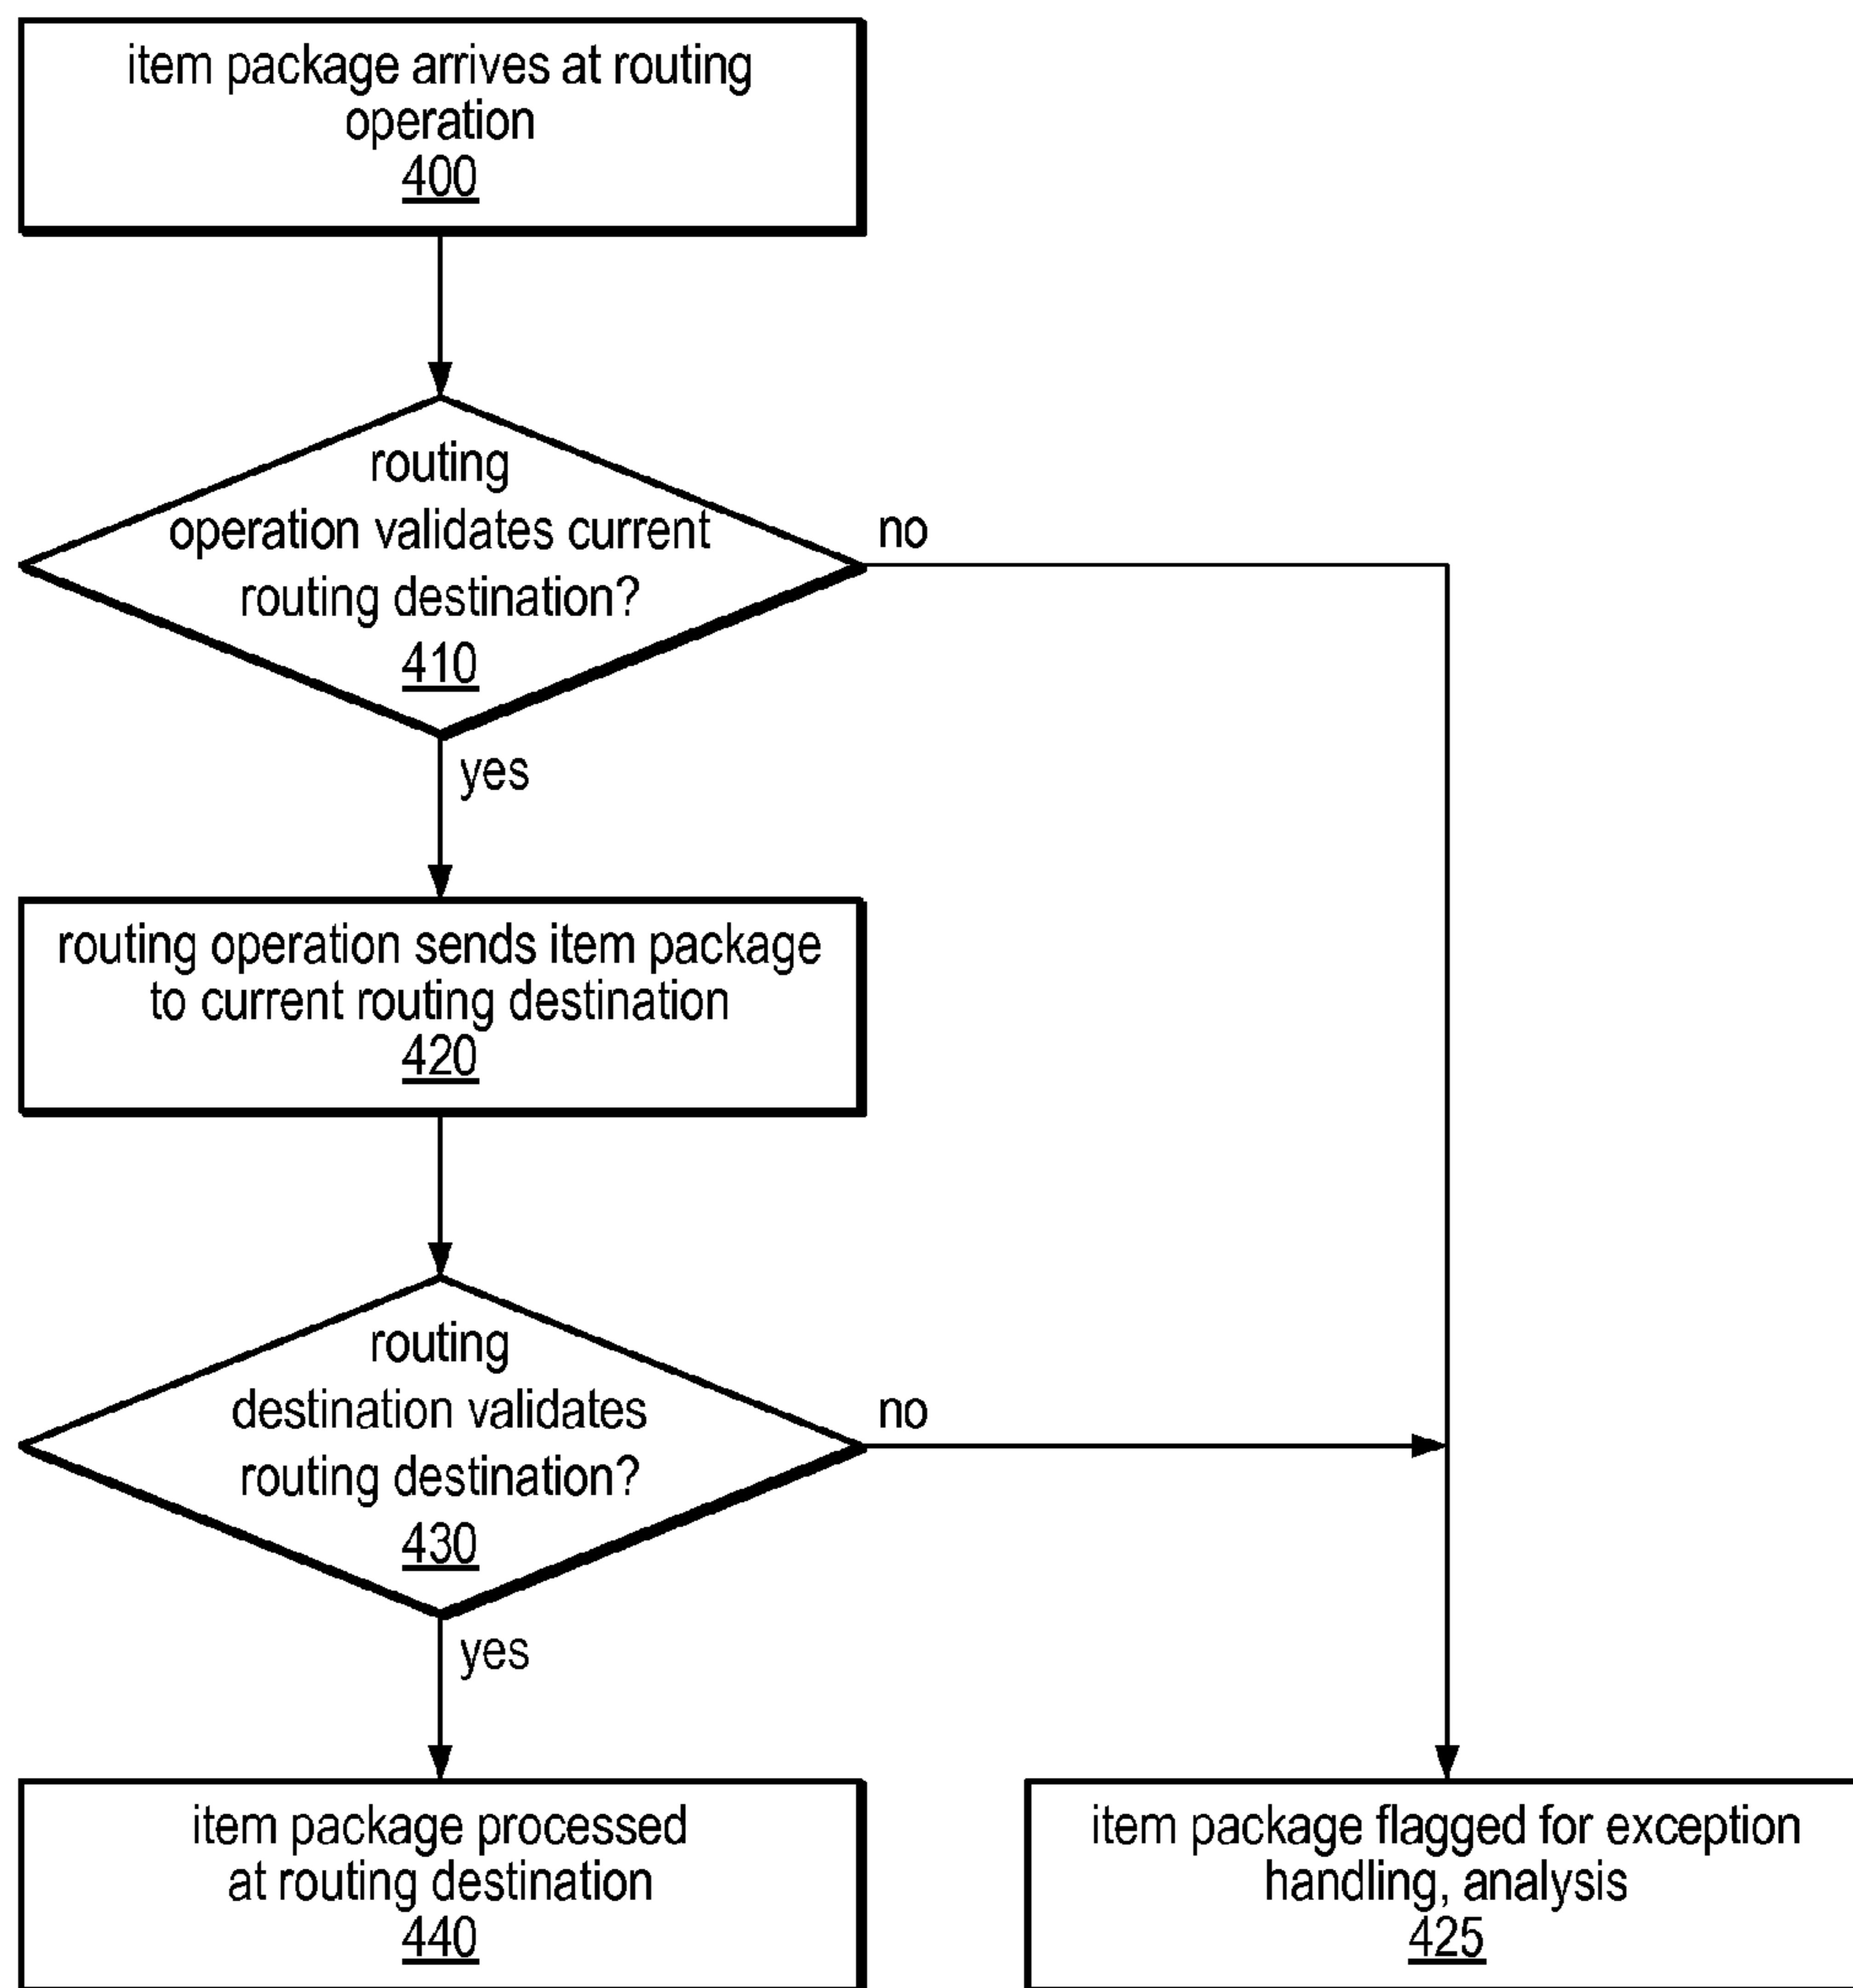 item package arrives at routing
operation
400
routing
operation validates current
routing destination?
410
no
yes
routing operation sends item package
to current routing destination
420
routing
destination validates
routing destination?
430
no
yes
item package processed
at routing destination
440
item package flagged for exception
handling, analysis
425